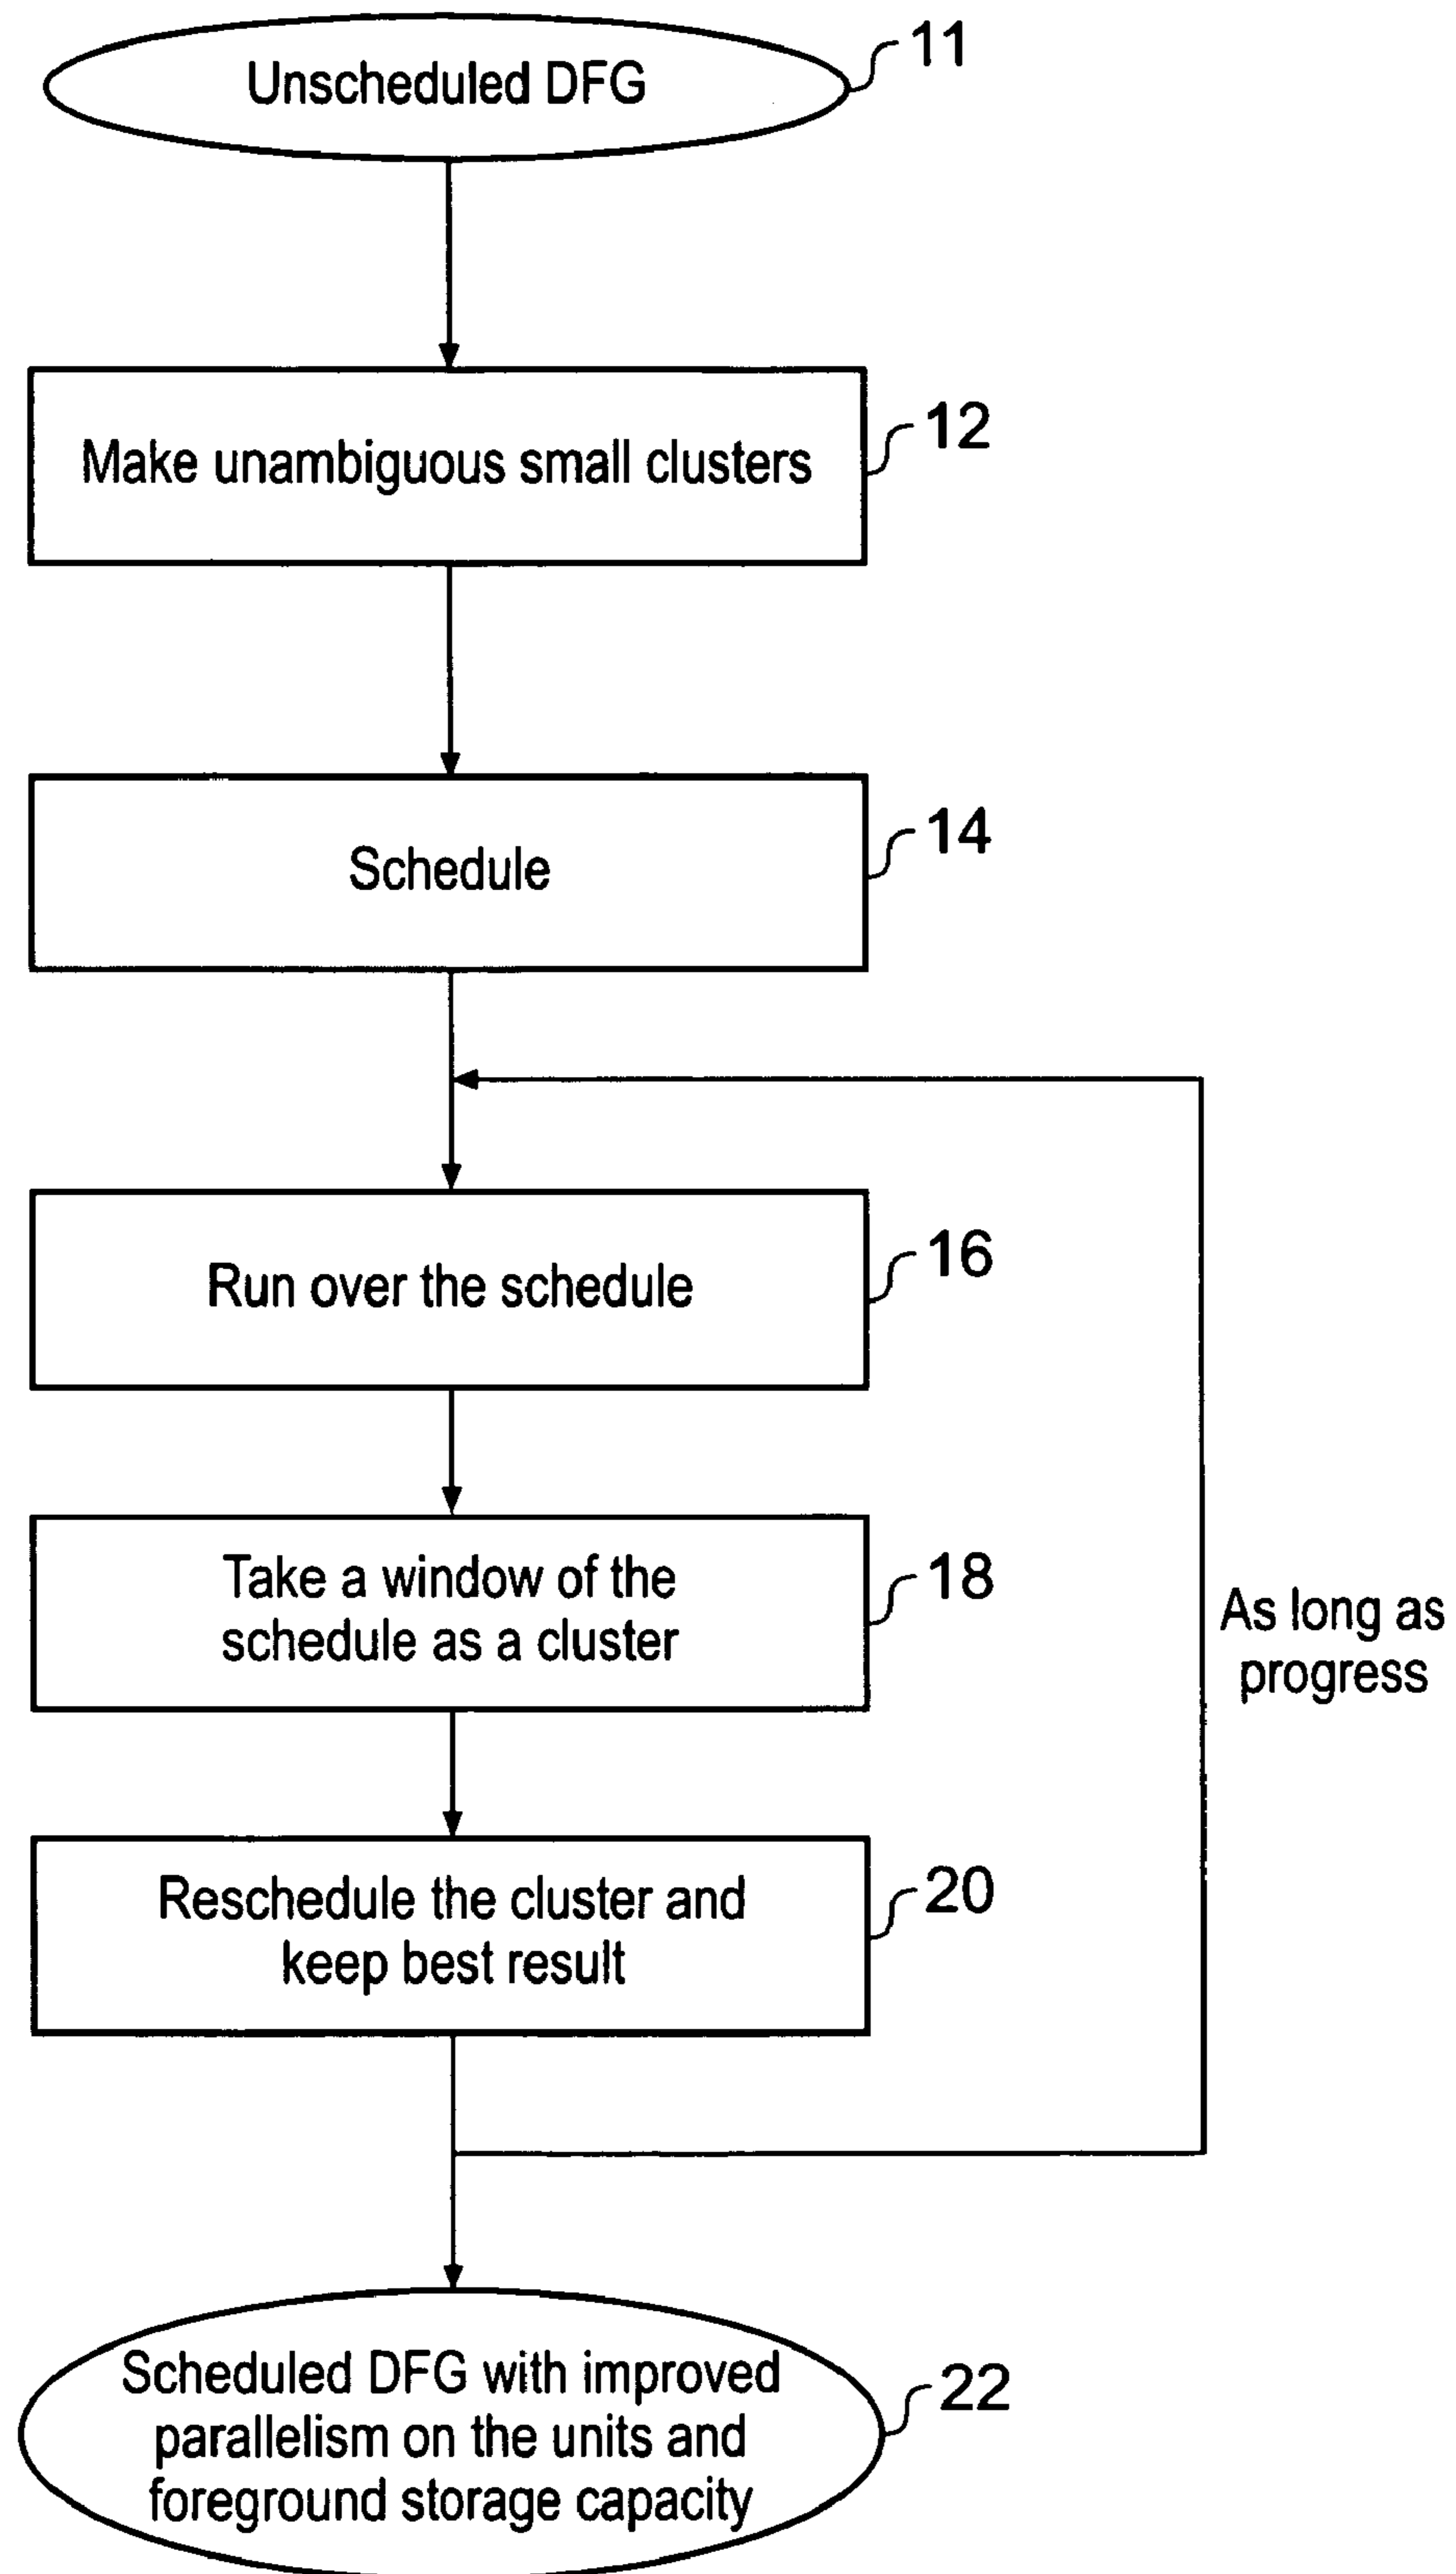 Unscheduled DFG
11
Make unambiguous small clusters
12
Schedule
14
Run over the schedule
16
Take a window of the
schedule as a cluster
18
As long as
progress
Reschedule the cluster and
keep best result
20
Scheduled DFG with improved
parallelism on the units and
foreground storage capacity
22